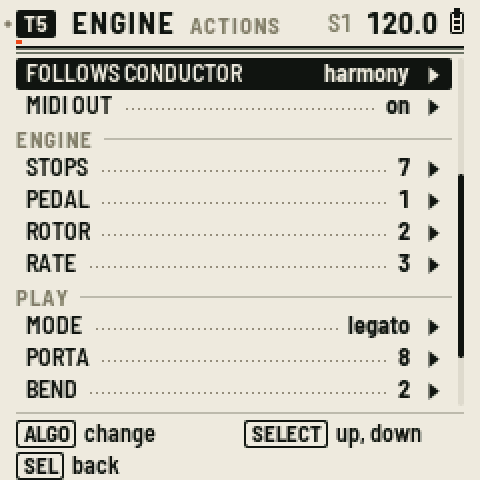 T5 ENGINE ACTIONS S1 120.0
FOLLOWS CONDUCTOR harmony
MIDI OUT on
ENGINE
STOPS 7
PEDAL 1
ROTOR 2
RATE 3
PLAY
MODE legato
PORTA 8
BEND 2
ALGO change SELECT up, down
SEL back